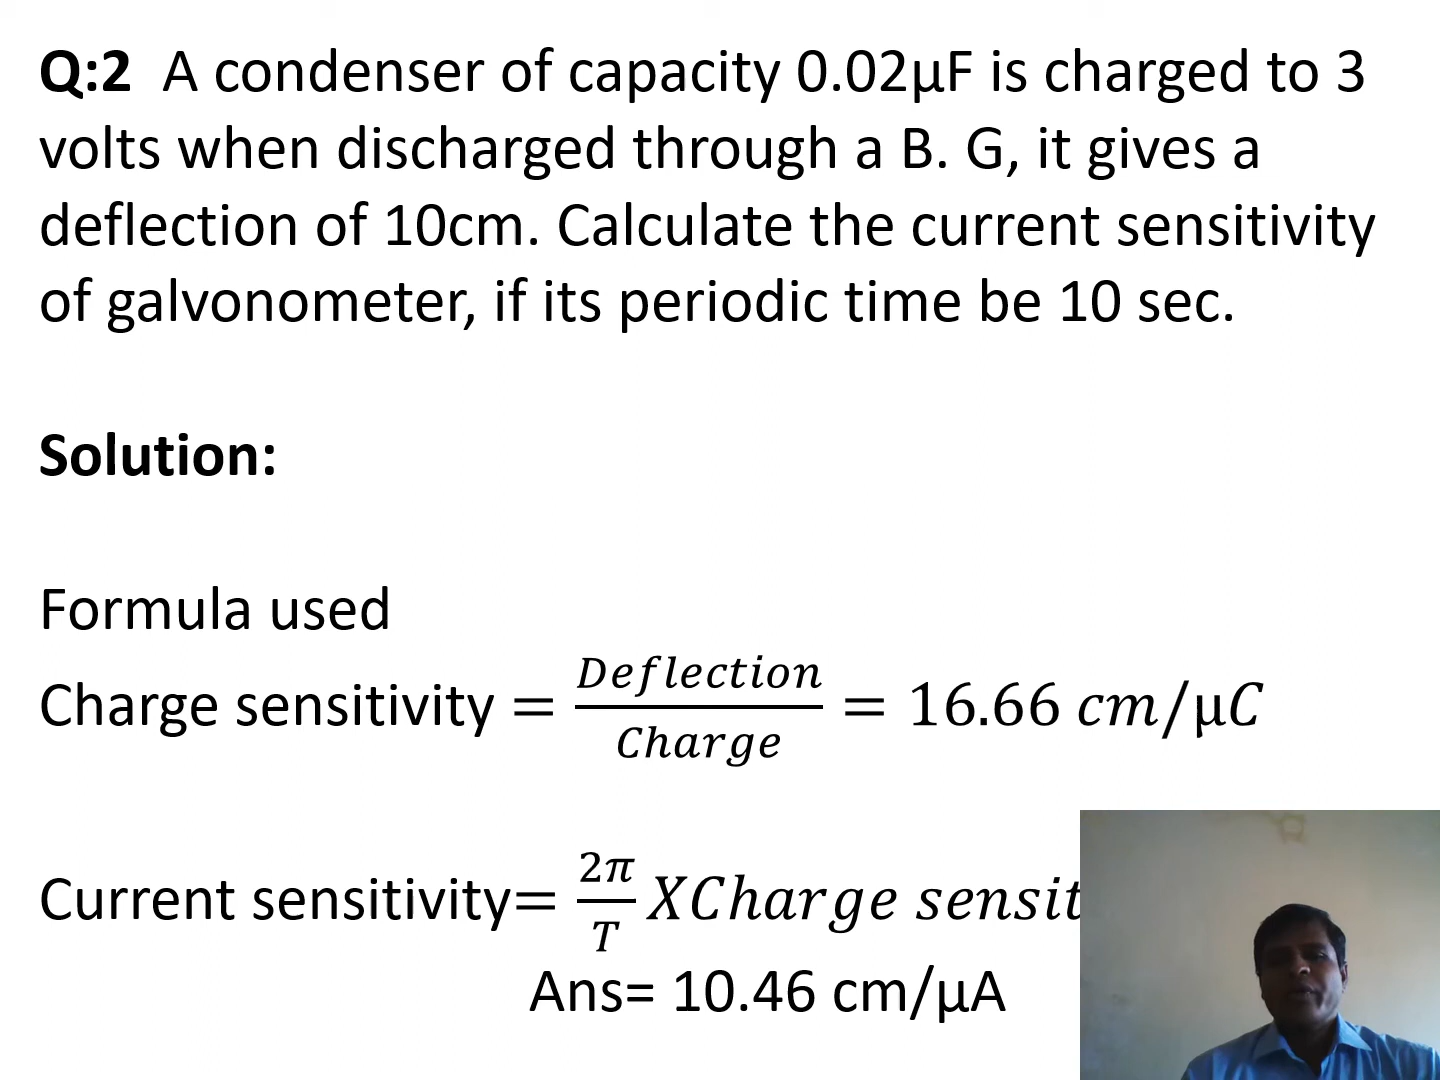 Q:2 A condenser of capacity 0.02µF is charged to 3
volts when discharged through a B. G, it gives a
deflection of 10cm. Calculate the current sensitivity
of galvonometer, if its periodic time be 10 sec.
Solution:
Formula used
Charge sensitivity = Deflection/Charge = 16.66 cm/µC
Current sensitivity= 2π/T XCharge sensit
Ans= 10.46 cm/µA